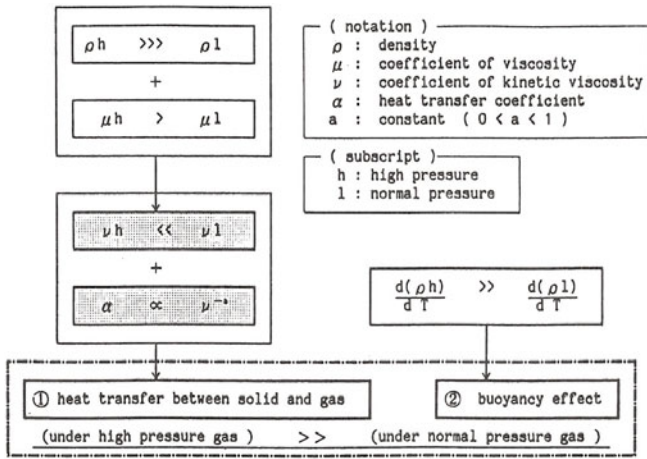 ρh >>> ρl
+
μh > μl
( notation )
ρ : density
μ : coefficient of viscosity
ν : coefficient of kinetic viscosity
α : heat transfer coefficient
a : constant ( 0 < a < 1 )
( subscript )
h : high pressure
l : normal pressure
νh << νl
+
α ∝ ν⁻ᵃ
d(ρh)/dT >> d(ρl)/dT
① heat transfer between solid and gas
② buoyancy effect
(under high pressure gas ) >> (under normal pressure gas )